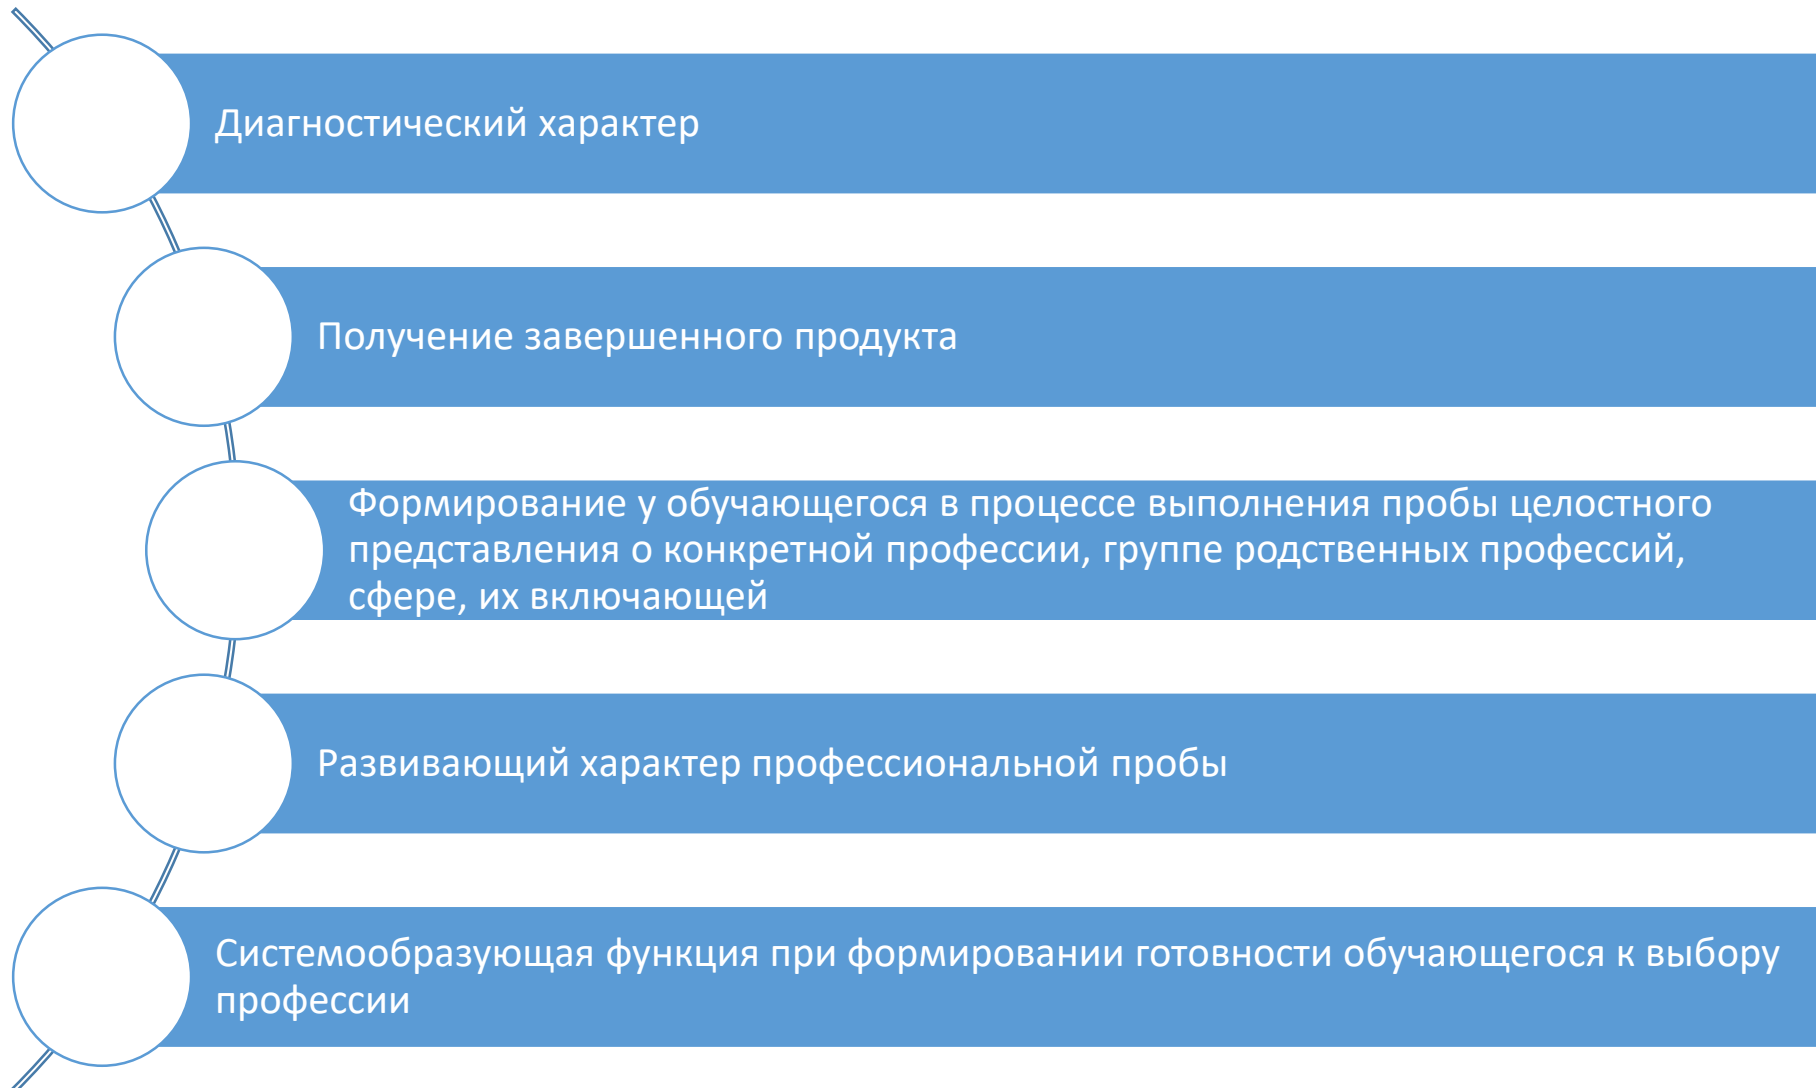 Диагностический характер
Получение завершенного продукта
Формирование у обучающегося в процессе выполнения пробы целостного
представления о конкретной профессии, группе родственных профессий,
сфере, их включающей
Развивающий характер профессиональной пробы
Системообразующая функция при формировании готовности обучающегося к выбору
профессии